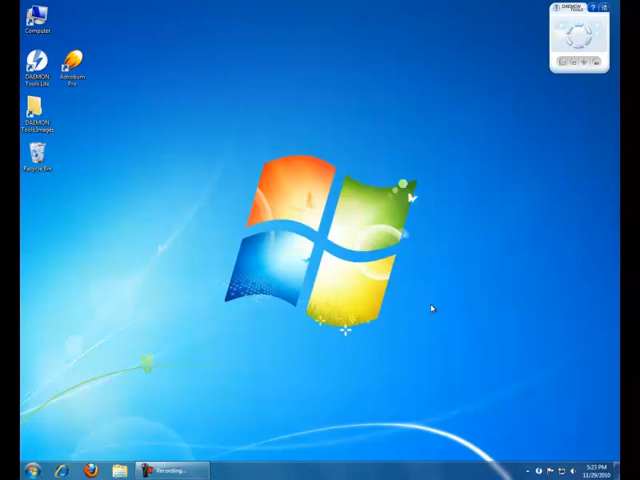 Computer
DAEMON
Tools Lite
Astroburn
Pro
DAEMON
Tools Images
Recycle Bin
DAEMON
TOOLS
?
Recording...
5:23 PM
11/29/2010